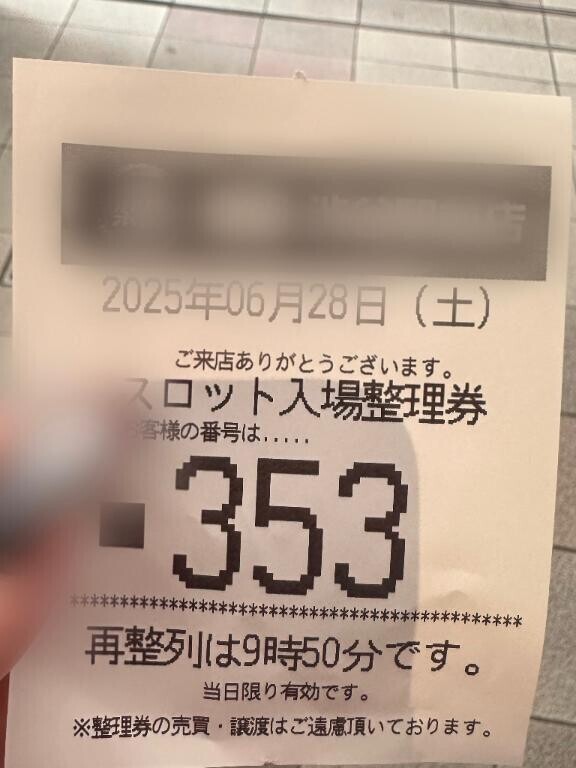 2025年06月28日（土）
ご来店ありがとうございます。
スロット入場整理券
お客様の番号は.....
353
*************************************************
再整列は9時50分です。
当日限り有効です。
※整理券の売買・譲渡はご遠慮頂いております。